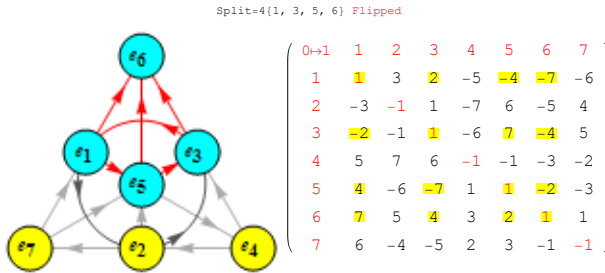 Split=4{1, 3, 5, 6} Flipped
e6
e1
e3
e5
e7
e2
e4
0↦1 1 2 3 4 5 6 7
1 1 3 2 −5 −4 −7 −6
2 −3 −1 1 −7 6 −5 4
3 −2 −1 1 −6 7 −4 5
4 5 7 6 −1 −1 −3 −2
5 4 −6 −7 1 1 −2 −3
6 7 5 4 3 2 1 1
7 6 −4 −5 2 3 −1 −1